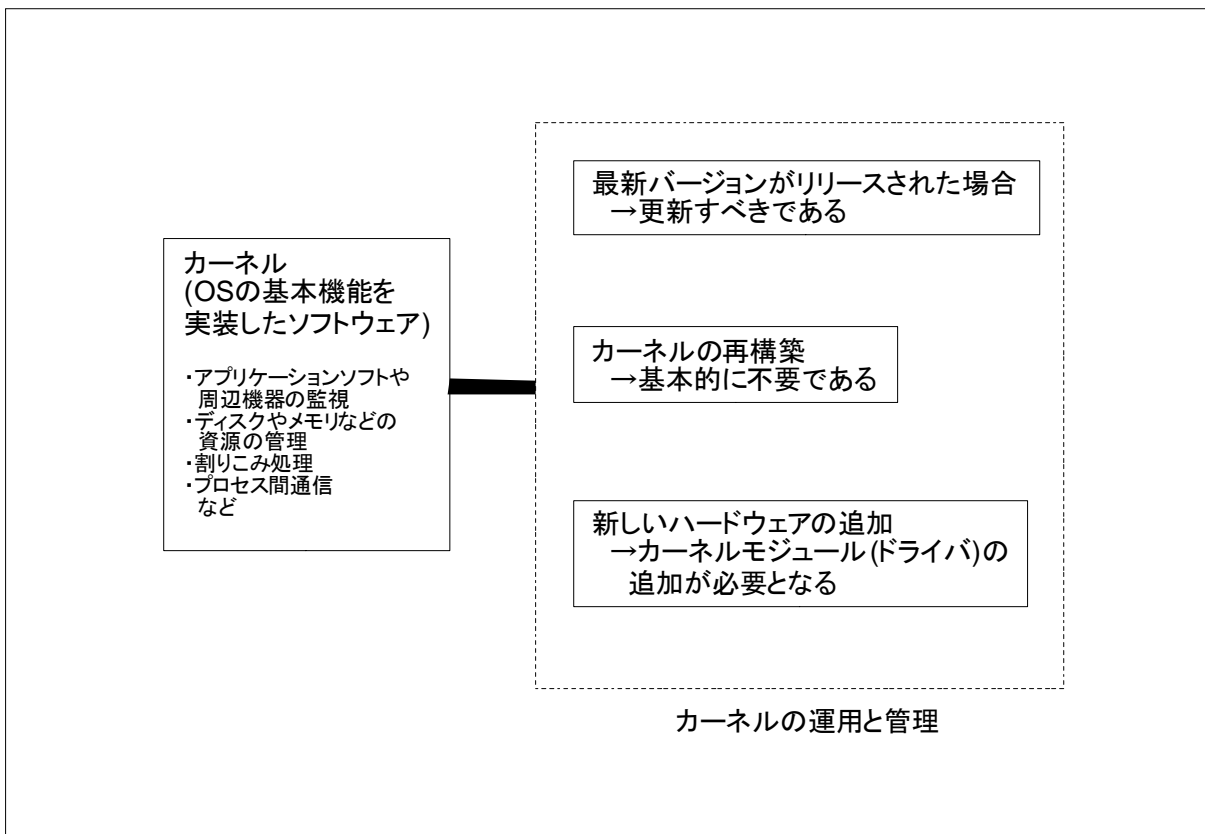 最新バージョンがリリースされた場合
→更新すべきである
カーネル
(OSの基本機能を
実装したソフトウェア)
・アプリケーションソフトや
周辺機器の監視
・ディスクやメモリなどの
資源の管理
・割りこみ処理
・プロセス間通信
など
カーネルの再構築
→基本的に不要である
新しいハードウェアの追加
→カーネルモジュール(ドライバ)の
追加が必要となる
カーネルの運用と管理